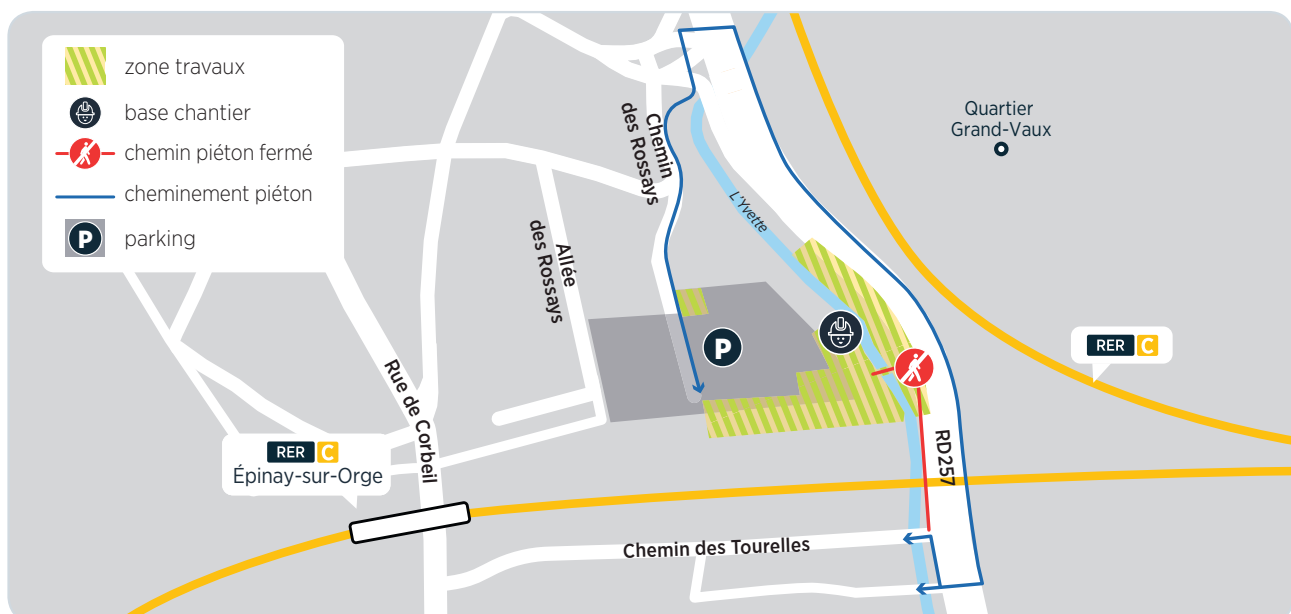 zone travaux
base chantier
chemin piéton fermé
cheminement piéton
P
parking
Chemin
des Rossays
Quartier
Grand-Vaux
L'Yvette
Allée
des Rossays
P
RER C
Rue de Corbeil
RER C
Épinay-sur-Orge
RD257
Chemin des Tourelles